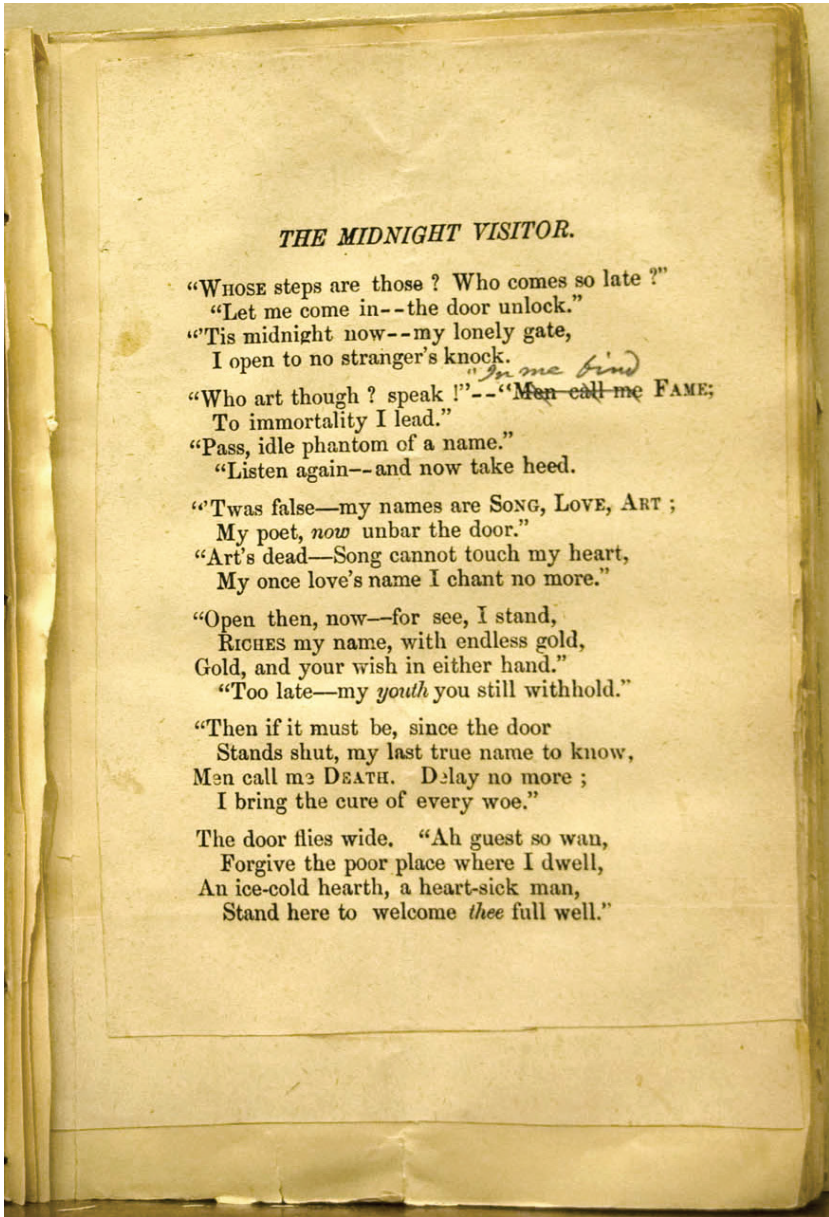 THE MIDNIGHT VISITOR.
“WHOSE steps are those ? Who comes so late ?”
“Let me come in--the door unlock.”
“’Tis midnight now--my lonely gate,
I open to no stranger’s knock.
“In me find
“Who art though ? speak !”--“Men call me FAME;
To immortality I lead.”
“Pass, idle phantom of a name.”
“Listen again--and now take heed.
“’Twas false—my names are SONG, LOVE, ART ;
My poet, now unbar the door.”
“Art’s dead—Song cannot touch my heart,
My once love’s name I chant no more.”
“Open then, now—for see, I stand,
RICHES my name, with endless gold,
Gold, and your wish in either hand.”
“Too late—my youth you still withhold.”
“Then if it must be, since the door
Stands shut, my last true name to know,
Men call me DEATH. Delay no more ;
I bring the cure of every woe.”
The door flies wide. “Ah guest so wan,
Forgive the poor place where I dwell,
An ice-cold hearth, a heart-sick man,
Stand here to welcome thee full well.”